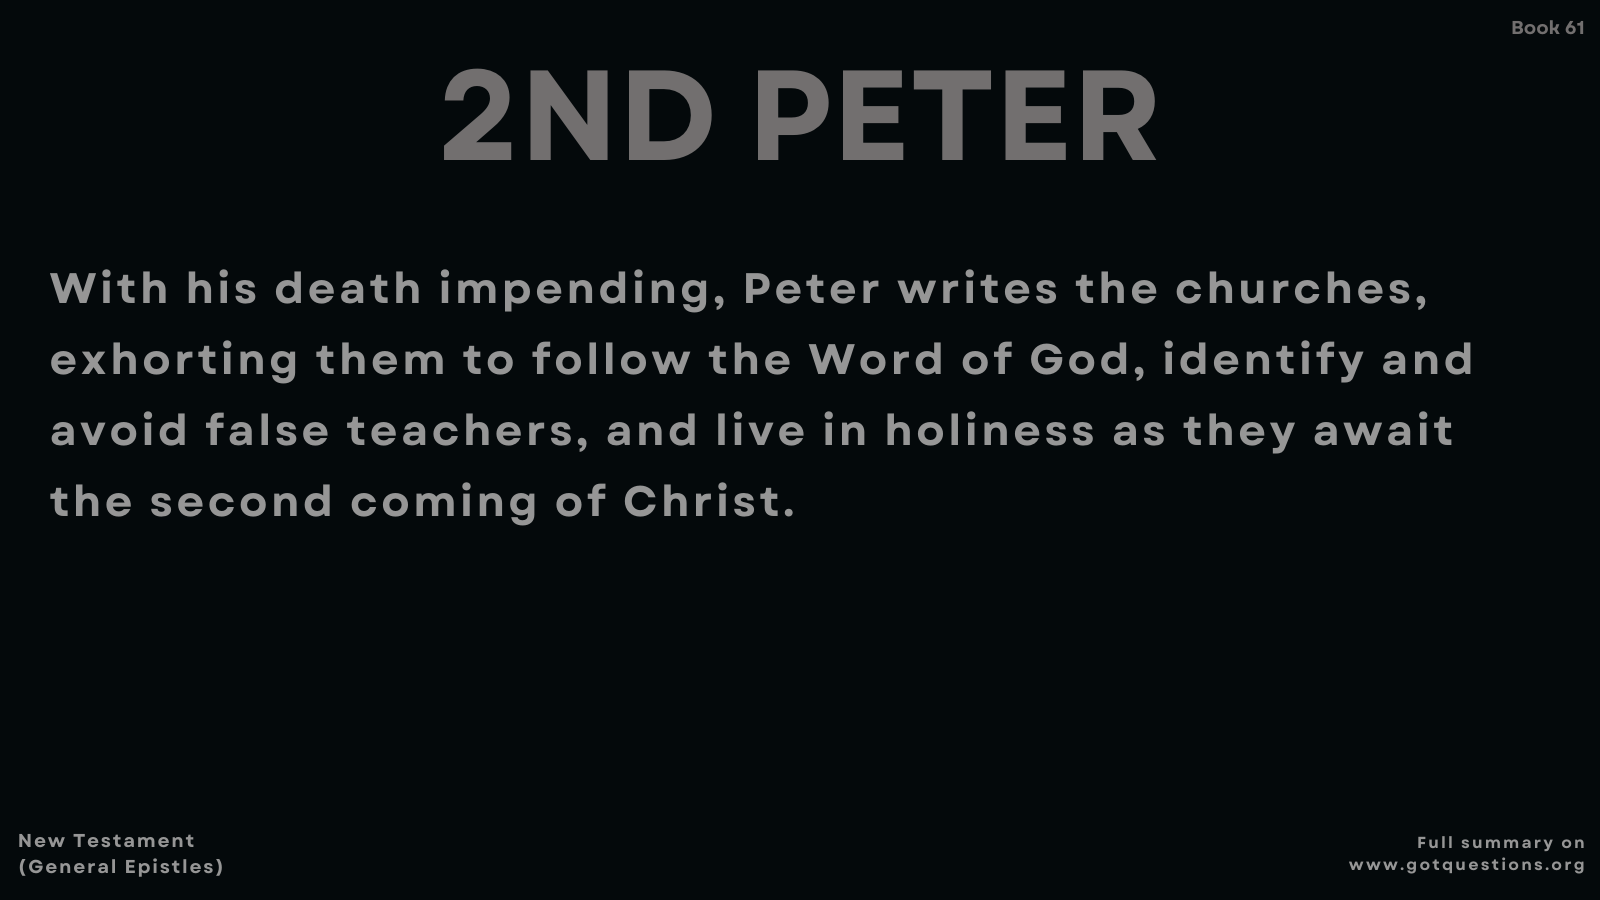 Book 61
2ND PETER
With his death impending, Peter writes the churches,
exhorting them to follow the Word of God, identify and
avoid false teachers, and live in holiness as they await
the second coming of Christ.
New Testament
(General Epistles)
Full summary on
www.gotquestions.org